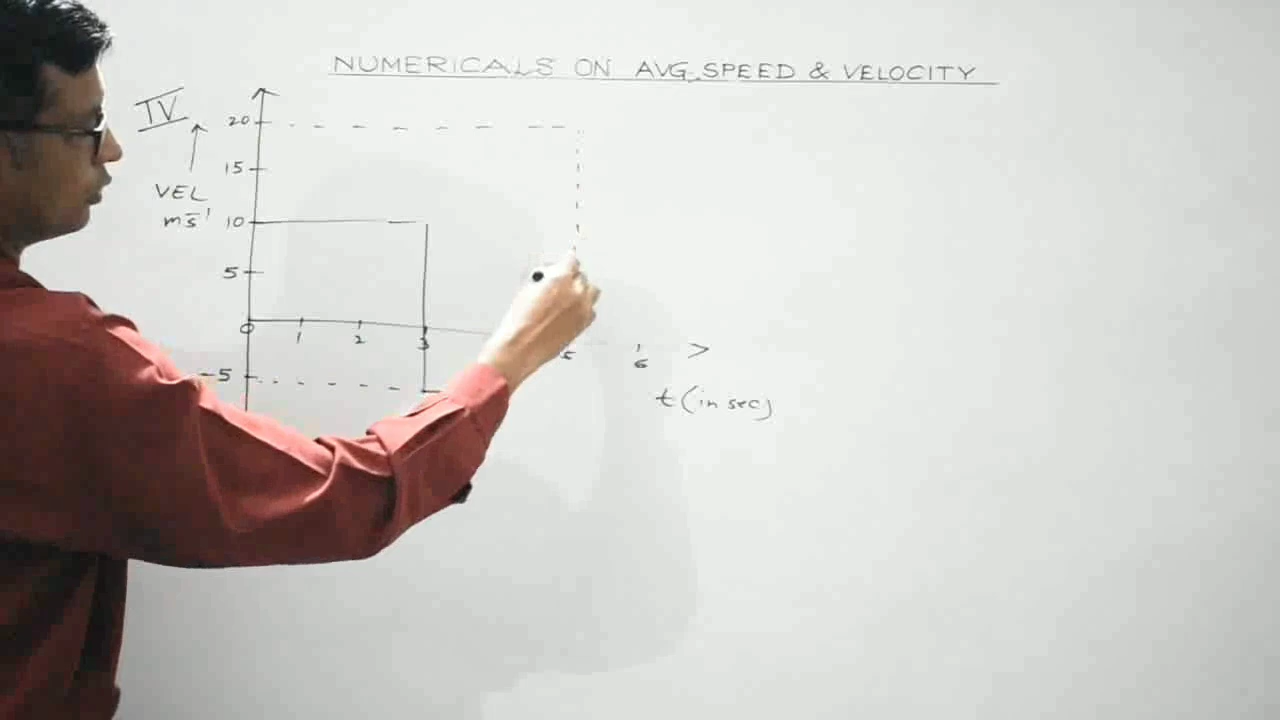 NUMERICALS ON AVG SPEED & VELOCITY
IV
20
15
VEL
ms⁻¹
10
5
0
1
2
3
5
6
-5
t (in sec)